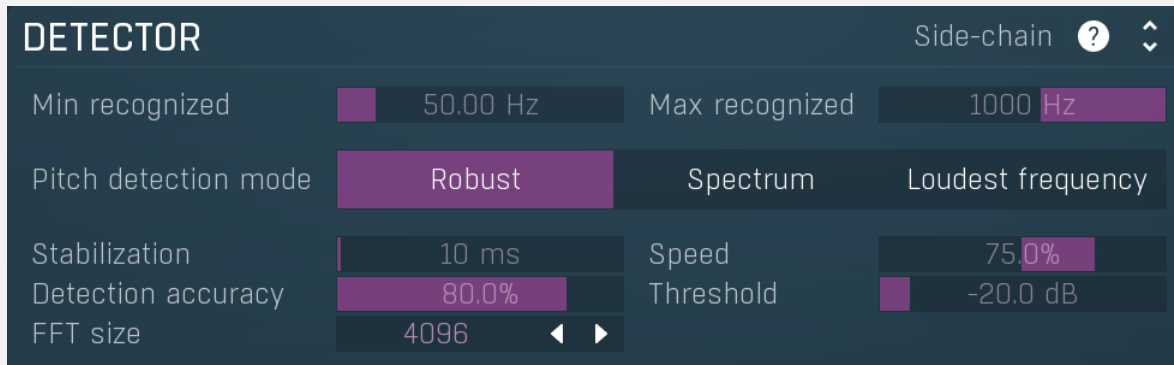 DETECTOR Side-chain ?
Min recognized 50.00 Hz Max recognized 1000 Hz
Pitch detection mode Robust Spectrum Loudest frequency
Stabilization 10 ms Speed 75.0%
Detection accuracy 80.0% Threshold -20.0 dB
FFT size 4096